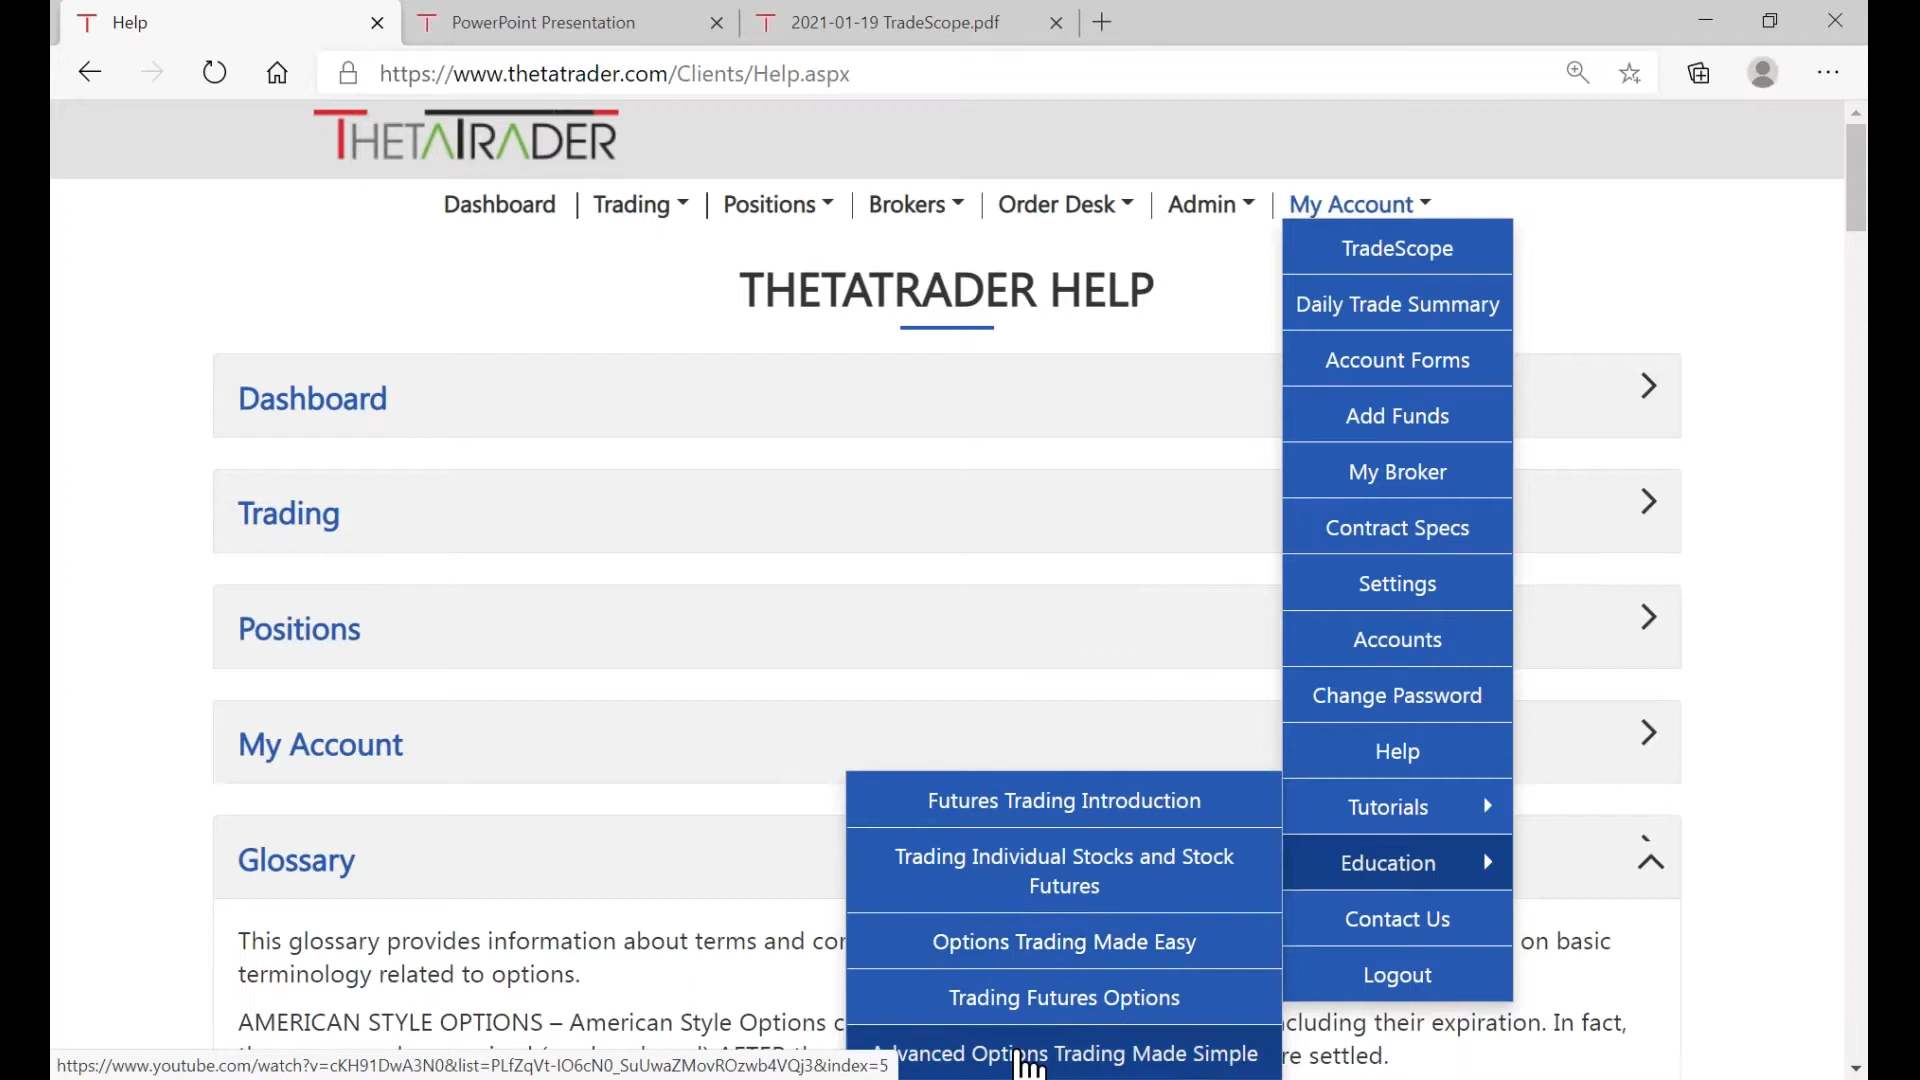 Help
PowerPoint Presentation
2021-01-19 TradeScope.pdf
https://www.thetatrader.com/Clients/Help.aspx
THETATRADER
Dashboard | Trading | Positions | Brokers | Order Desk | Admin | My Account
THETATRADER HELP
Dashboard
Trading
Positions
My Account
Glossary
This glossary provides information about terms and on basic
terminology related to options.
AMERICAN STYLE OPTIONS – American Style Options cluding their expiration. In fact,
AFTER re settled.
TradeScope
Daily Trade Summary
Account Forms
Add Funds
My Broker
Contract Specs
Settings
Accounts
Change Password
Help
Tutorials
Education
Contact Us
Logout
Futures Trading Introduction
Trading Individual Stocks and Stock
Futures
Options Trading Made Easy
Trading Futures Options
Advanced Options Trading Made Simple
https://www.youtube.com/watch?v=cKH91DwA3N0&list=PLfZqVt-IO6cN0_SuUwaZMovROzwb4VQj3&index=5